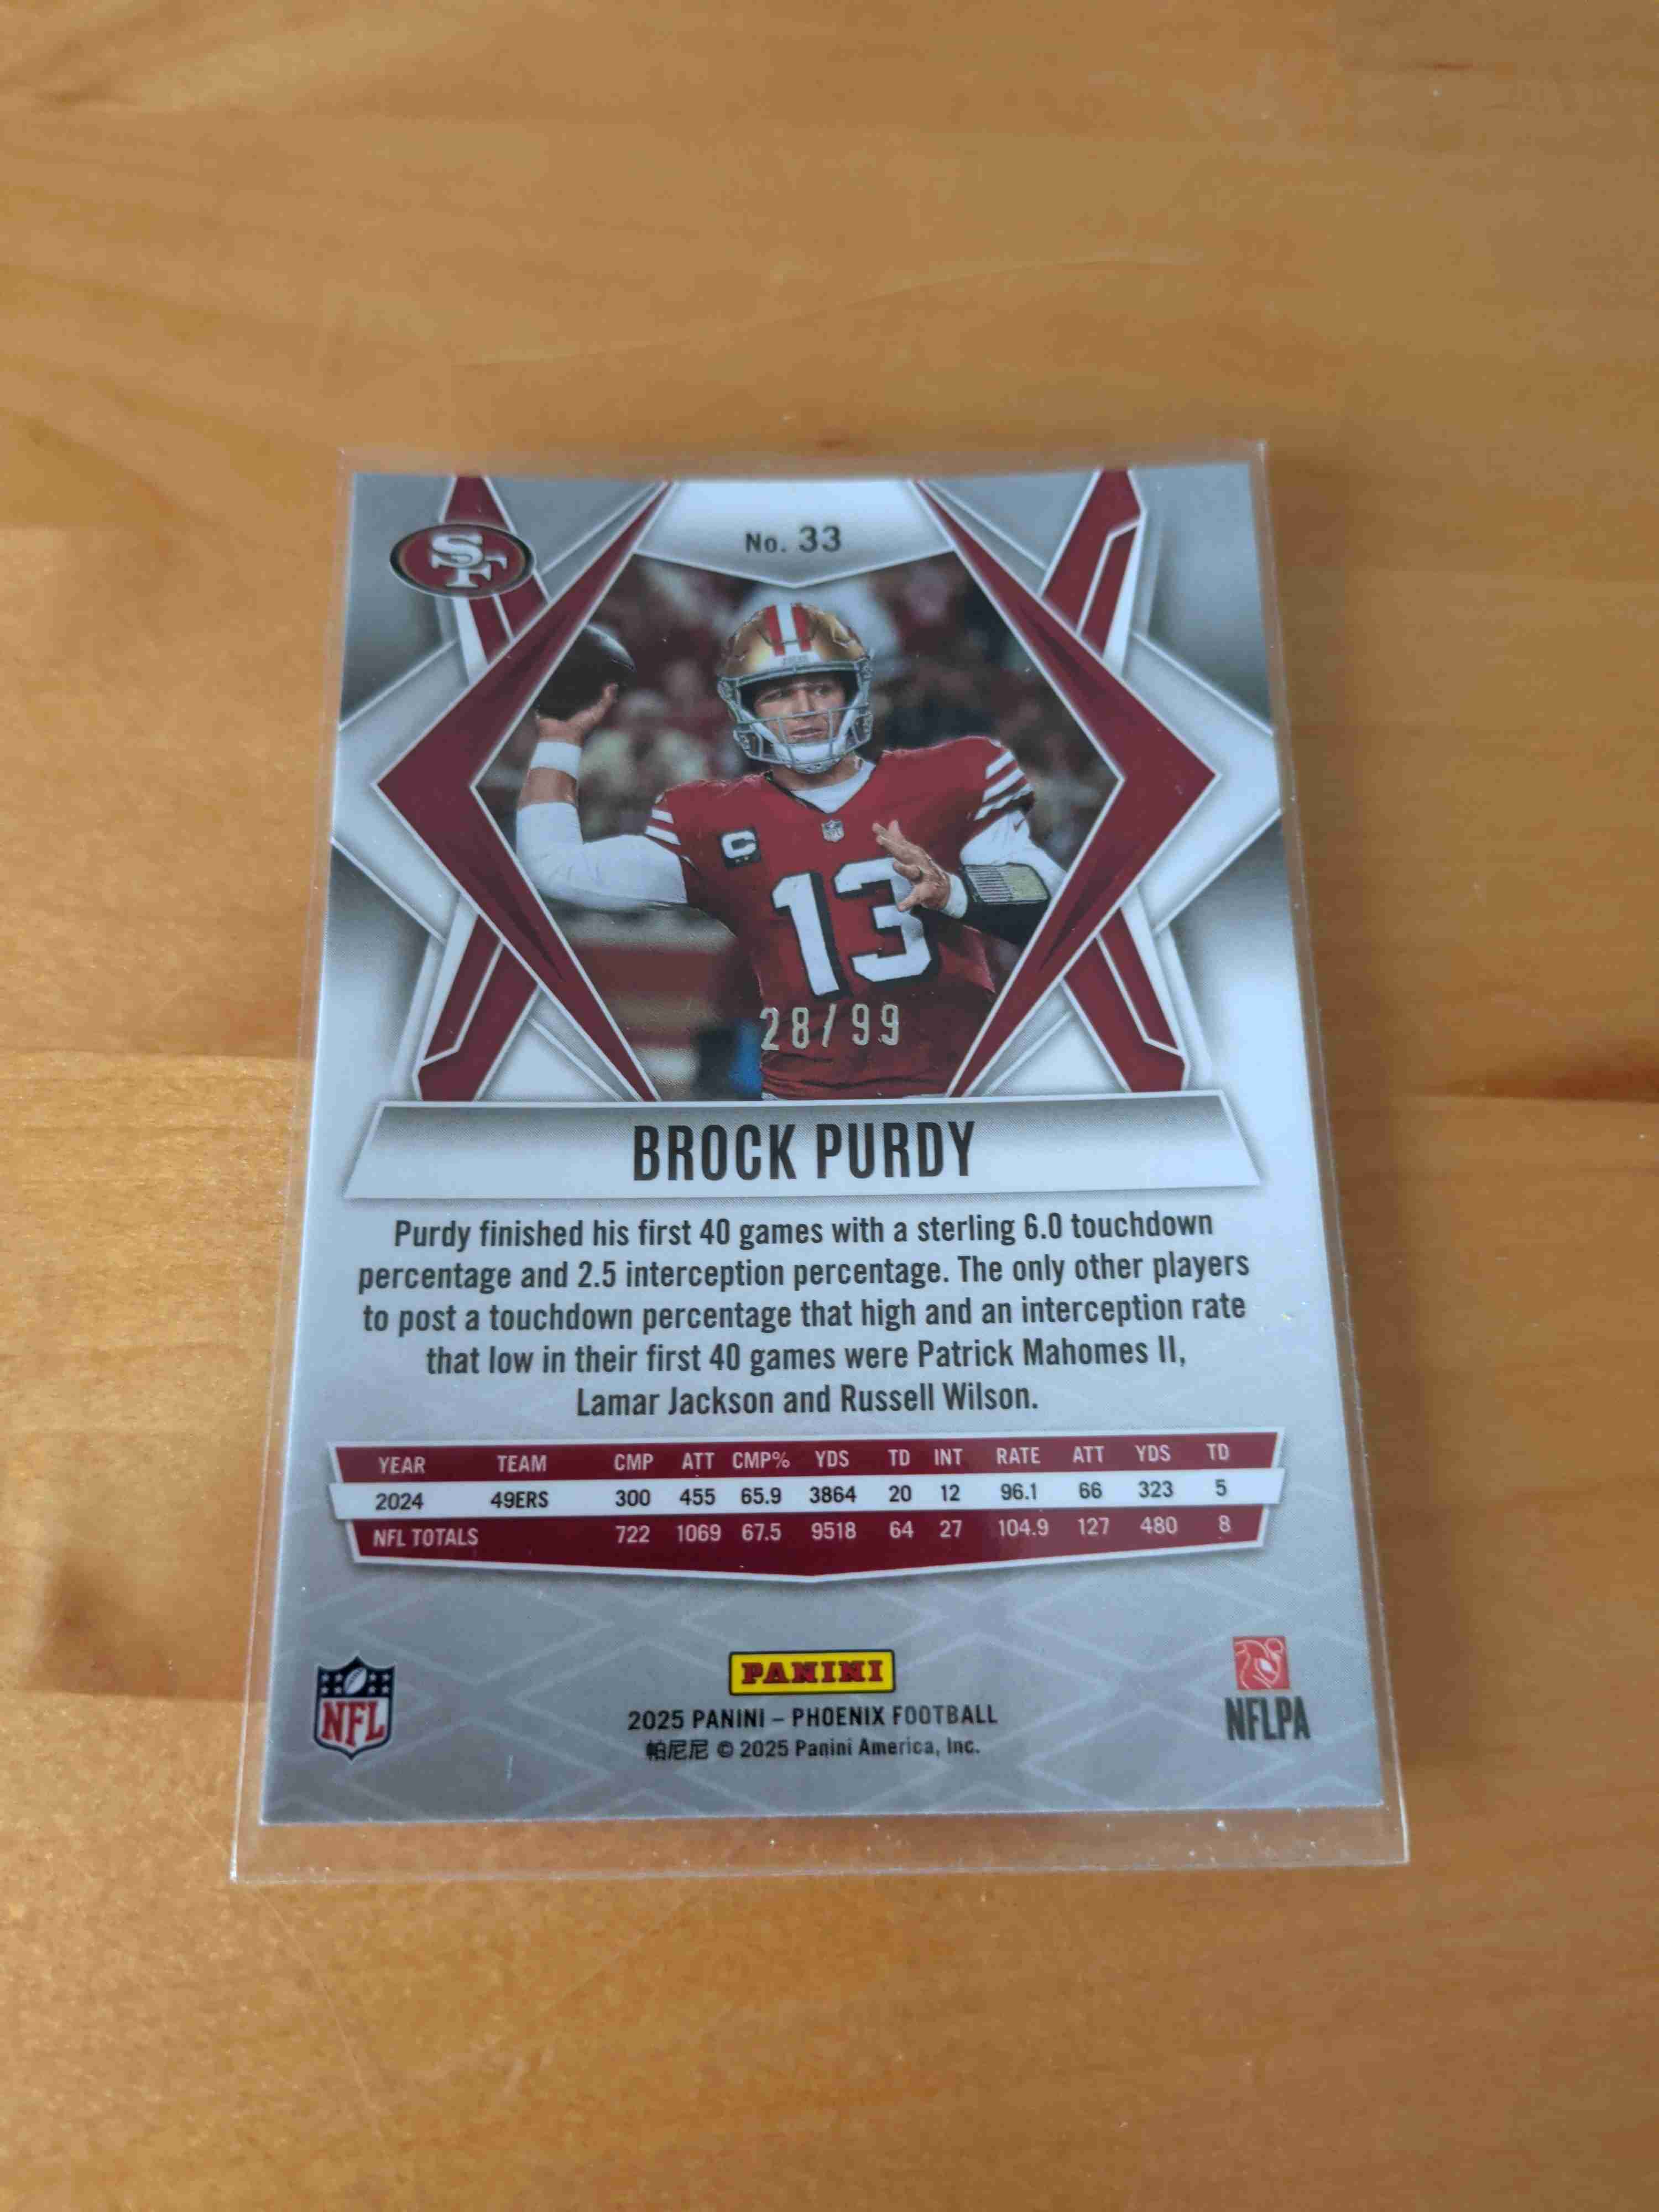 SF
No. 33
C
13
28/99
BROCK PURDY
Purdy finished his first 40 games with a sterling 6.0 touchdown
percentage and 2.5 interception percentage. The only other players
to post a touchdown percentage that high and an interception rate
that low in their first 40 games were Patrick Mahomes II,
Lamar Jackson and Russell Wilson.
YEAR TEAM CMP ATT CMP% YDS TD INT RATE ATT YDS TD
2024 49ERS 300 455 65.9 3864 20 12 96.1 66 323 5
NFL TOTALS 722 1069 67.5 9518 64 27 104.9 127 480 8
NFL
PANINI
NFLPA
2025 PANINI – PHOENIX FOOTBALL
帕尼尼 © 2025 Panini America, Inc.